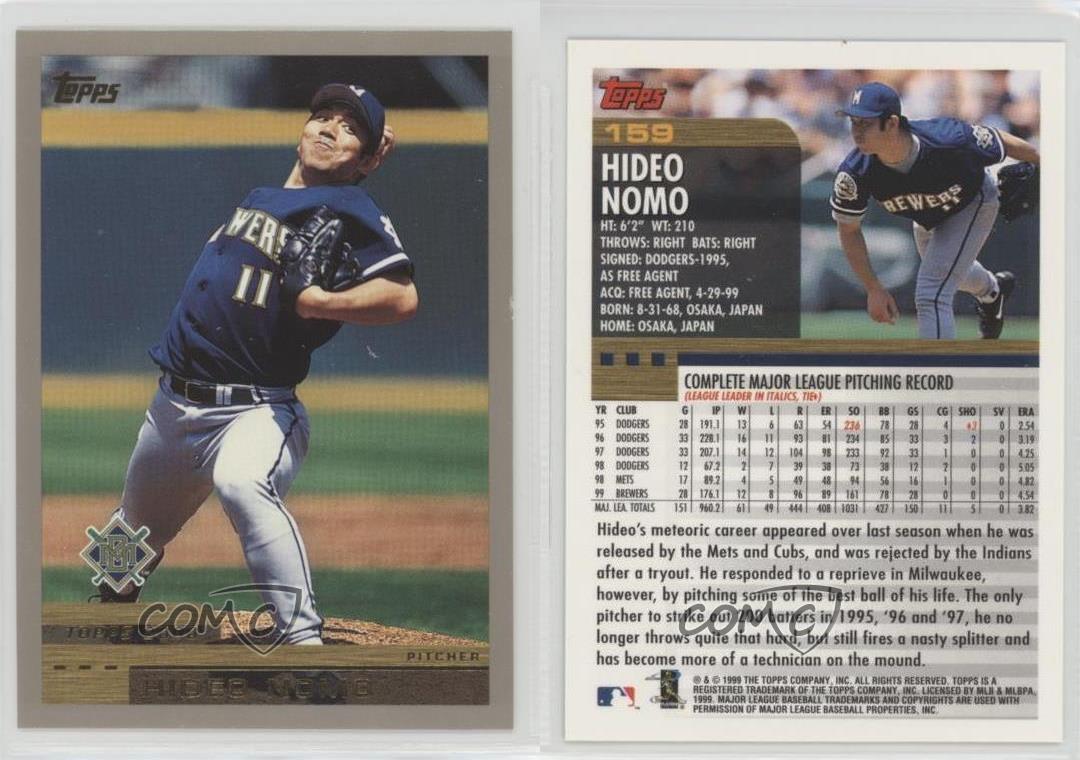 Topps
BREWERS
11
TOPPS
PITCHER
HIDEO NOMO
COMC
Topps
159
HIDEO
NOMO
HT: 6'2" WT: 210
THROWS: RIGHT BATS: RIGHT
SIGNED: DODGERS-1995,
AS FREE AGENT
ACQ: FREE AGENT, 4-29-99
BORN: 8-31-68, OSAKA, JAPAN
HOME: OSAKA, JAPAN
M
BREWERS
11
COMPLETE MAJOR LEAGUE PITCHING RECORD
(LEAGUE LEADER IN ITALICS, TIE♦)
YR CLUB G IP W L R ER SO BB GS CG SHO SV ERA
95 DODGERS 28 191.1 13 6 63 54 236 78 28 4 ♦3 0 2.54
96 DODGERS 33 228.1 16 11 93 81 234 85 33 3 2 0 3.19
97 DODGERS 33 207.1 14 12 104 98 233 92 33 1 0 0 4.25
98 DODGERS 12 67.2 2 7 39 38 73 38 12 2 0 0 5.05
98 METS 17 89.2 4 5 49 48 94 56 16 1 0 0 4.82
99 BREWERS 28 176.1 12 8 96 89 161 78 28 0 0 0 4.54
MAJ. LEA. TOTALS 151 960.2 61 49 444 408 1031 427 150 11 5 0 3.82
Hideo's meteoric career appeared over last season when he was
released by the Mets and Cubs, and was rejected by the Indians
after a tryout. He responded to a reprieve in Milwaukee,
however, by pitching some of the best ball of his life. The only
pitcher to strike out 200 batters in 1995, '96 and '97, he no
longer throws quite that hard, but still fires a nasty splitter and
has become more of a technician on the mound.
COMC
® & © 1999 THE TOPPS COMPANY, INC. ALL RIGHTS RESERVED. TOPPS IS A
REGISTERED TRADEMARK OF THE TOPPS COMPANY, INC. LICENSED BY MLB & MLBPA,
1999. MAJOR LEAGUE BASEBALL TRADEMARKS AND COPYRIGHTS ARE USED WITH
PERMISSION OF MAJOR LEAGUE BASEBALL PROPERTIES, INC.